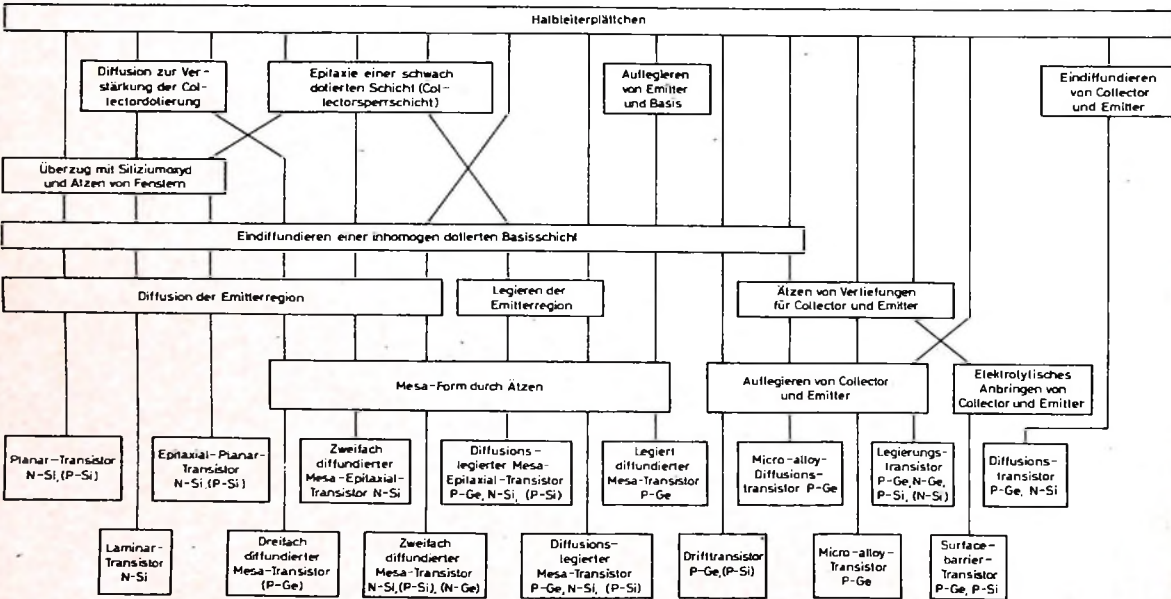 Halbleiterplättchen
Diffusion zur Ver-
stärkung der Col-
lectordotierung
Epitaxie einer schwach
dotierten Schicht (Col-
lectorsperrschicht)
Auflegieren
von Emitter
und Basis
Eindiffundieren
von Collector
und Emitter
Überzug mit Siliziumoxyd
und Ätzen von Fenstern
Eindiffundieren einer inhomogen dotierten Basisschicht
Diffusion der Emitterregion
Legieren der
Emitterregion
Ätzen von Verliefungen
für Collector und Emitter
Mesa-Form durch Ätzen
Auflegieren von Collector
und Emitter
Elektrolytisches
Anbringen von
Collector und Emitter
Planar-Transistor
N-Si, (P-Si)
Epitaxial-Planar-
Transistor
N-Si, (P-Si)
Zweifach
diffundierter
Mesa-Epitaxial-
Transistor N-Si
Diffusions-
legierter Mesa-
Epitaxial-Transistor
P-Ge, N-Si, (P-Si)
Legiert
diffundierter
Mesa-Transistor
P-Ge
Micro-alloy-
Diffusions-
transistor P-Ge
Legierungs-
transistor
P-Ge, N-Ge,
P-Si, (N-Si)
Diffusions-
transistor
P-Ge, N-Si
Laminar-
Transistor
N-Si
Dreifach
diffundierter
Mesa-Transistor
(P-Ge)
Zweifach
diffundierter
Mesa-Transistor
N-Si, (P-Si), (N-Ge)
Diffusions-
legierter
Mesa-Transistor
P-Ge, N-Si, (P-Si)
Drifttransistor
P-Ge, (P-Si)
Micro-alloy-
Transistor
P-Ge
Surface-
barrier-
Transistor
P-Ge, P-Si